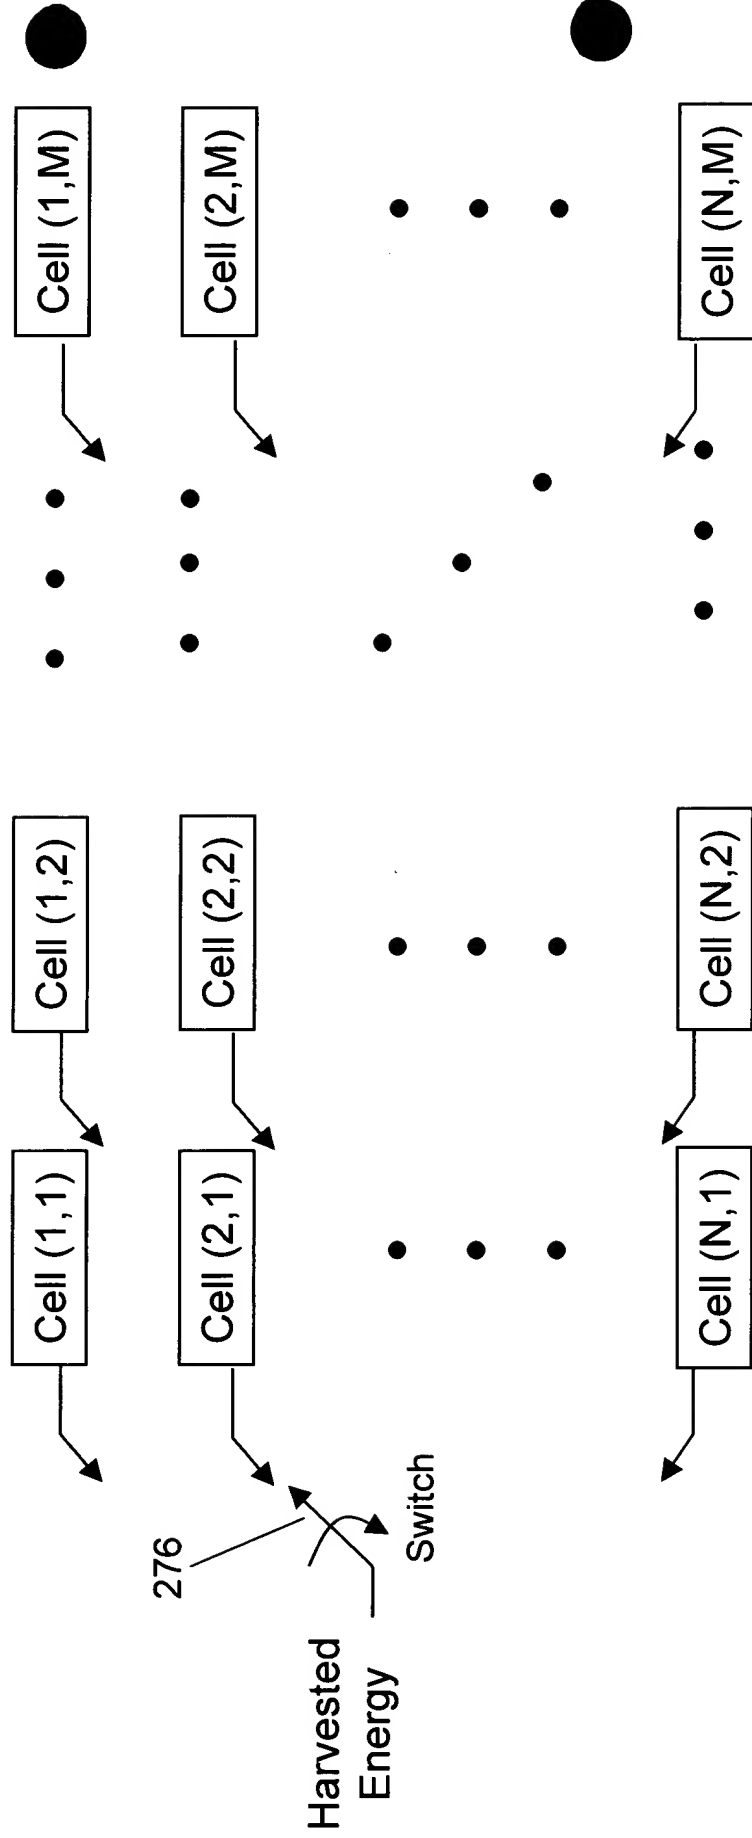 Cell (1,1)
Cell (1,2)
Cell (1,M)
276
Cell (2,1)
Cell (2,2)
Cell (2,M)
Harvested
Energy
Switch
Cell (N,1)
Cell (N,2)
Cell (N,M)